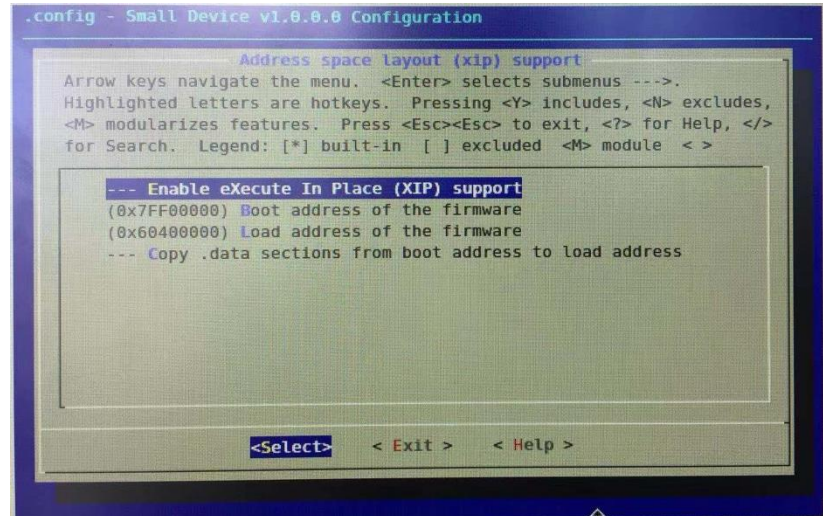 .config - Small Device v1.0.0.0 Configuration
Address space layout (xip) support
Arrow keys navigate the menu. <Enter> selects submenus --->.
Highlighted letters are hotkeys. Pressing <Y> includes, <N> excludes,
<M> modularizes features. Press <Esc><Esc> to exit, <?> for Help, </>
for Search. Legend: [*] built-in [ ] excluded <M> module < >
--- Enable eXecute In Place (XIP) support
(0x7FF00000) Boot address of the firmware
(0x60400000) Load address of the firmware
--- Copy .data sections from boot address to load address
<Select> < Exit > < Help >